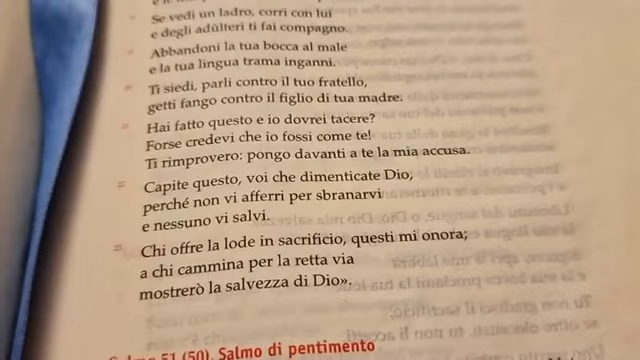 Se vedi un ladro, corri con lui
e degli adùlteri ti fai compagno.
Abbandoni la tua bocca al male
e la tua lingua trama inganni.
Ti siedi, parli contro il tuo fratello,
getti fango contro il figlio di tua madre.
Hai fatto questo e io dovrei tacere?
Forse credevi che io fossi come te!
Ti rimprovero: pongo davanti a te la mia accusa.
Capite questo, voi che dimenticate Dio,
perché non vi afferri per sbranarvi
e nessuno vi salvi.
Chi offre la lode in sacrificio, questi mi onora;
a chi cammina per la retta via
mostrerò la salvezza di Dio».
Salmo 51 (50). Salmo di pentimento